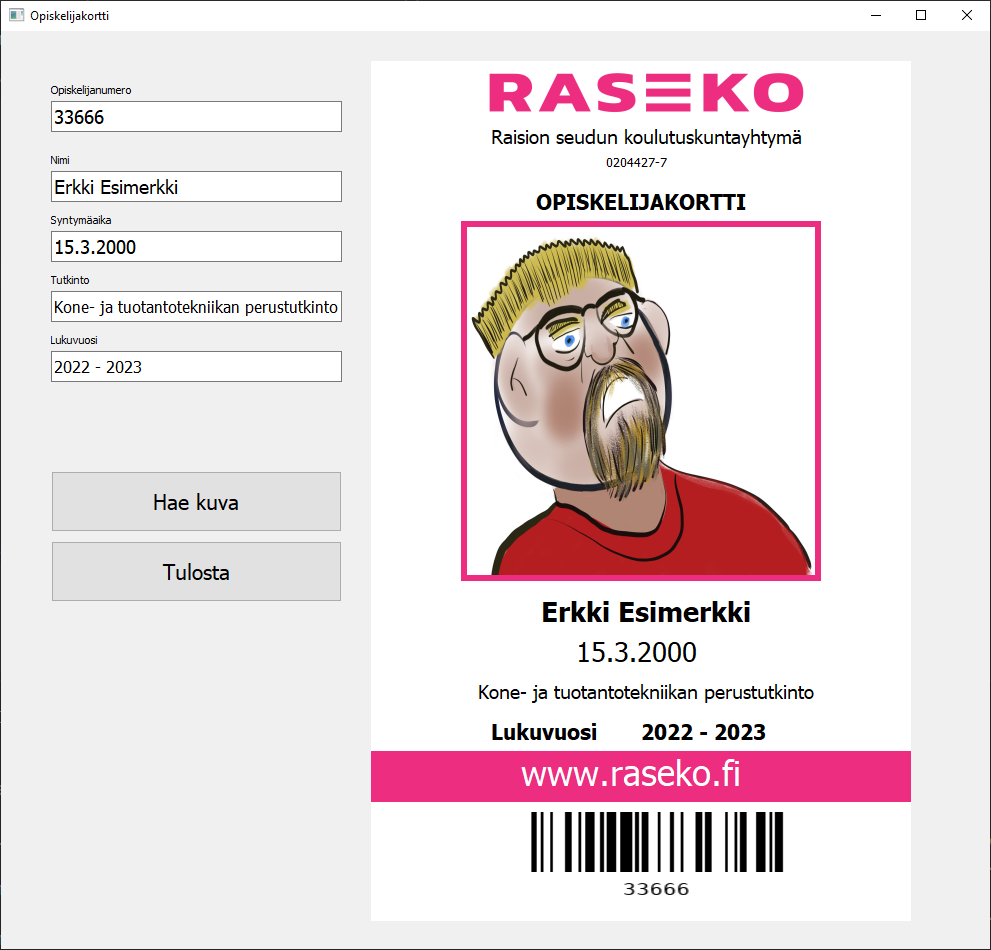 Opiskelijakortti
Opiskelijanumero
33666
Nimi
Erkki Esimerkki
Syntymäaika
15.3.2000
Tutkinto
Kone- ja tuotantotekniikan perustutkinto
Lukuvuosi
2022 - 2023
Hae kuva
Tulosta
RASEKO
Raision seudun koulutuskuntayhtymä
0204427-7
OPISKELIJAKORTTI
Erkki Esimerkki
15.3.2000
Kone- ja tuotantotekniikan perustutkinto
Lukuvuosi 2022 - 2023
www.raseko.fi
33666